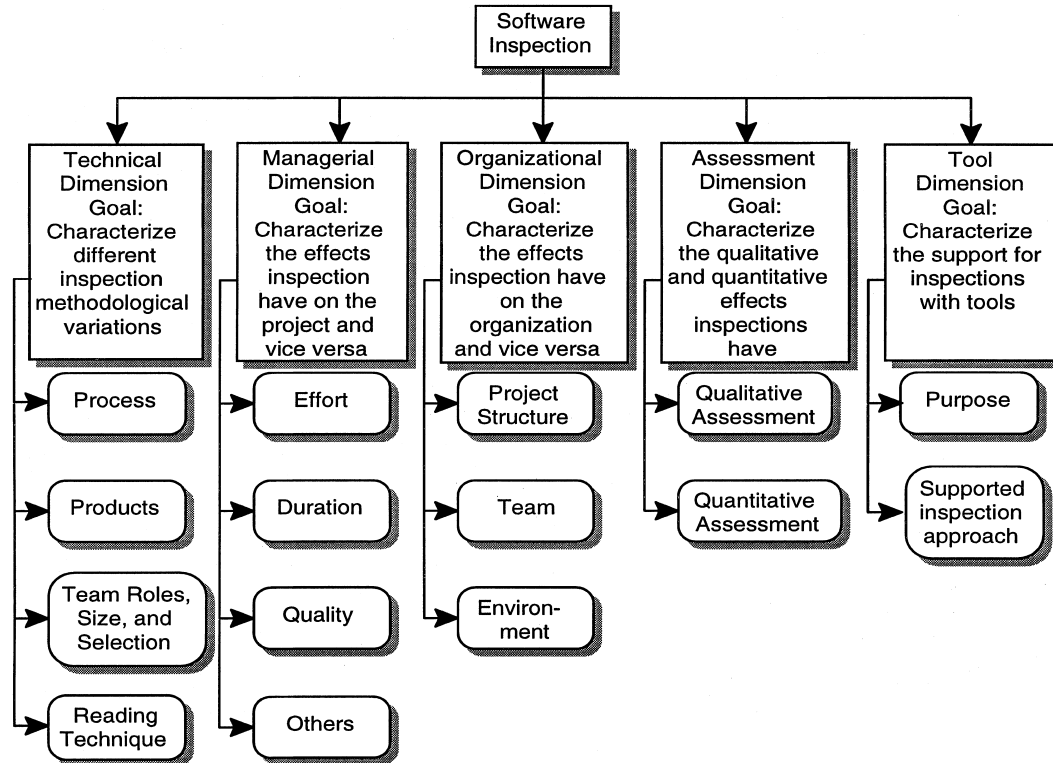 Software
Inspection
Technical
Dimension
Goal:
Characterize
different
inspection
methodological
variations
Managerial
Dimension
Goal:
Characterize
the effects
inspection
have on the
project and
vice versa
Organizational
Dimension
Goal:
Characterize
the effects
inspection have
on the
organization
and vice versa
Assessment
Dimension
Goal:
Characterize
the qualitative
and quantitative
effects
inspections
have
Tool
Dimension
Goal:
Characterize
the support for
inspections
with tools
Process
Products
Team Roles,
Size, and
Selection
Reading
Technique
Effort
Duration
Quality
Others
Project
Structure
Team
Environ-
ment
Qualitative
Assessment
Quantitative
Assessment
Purpose
Supported
inspection
approach